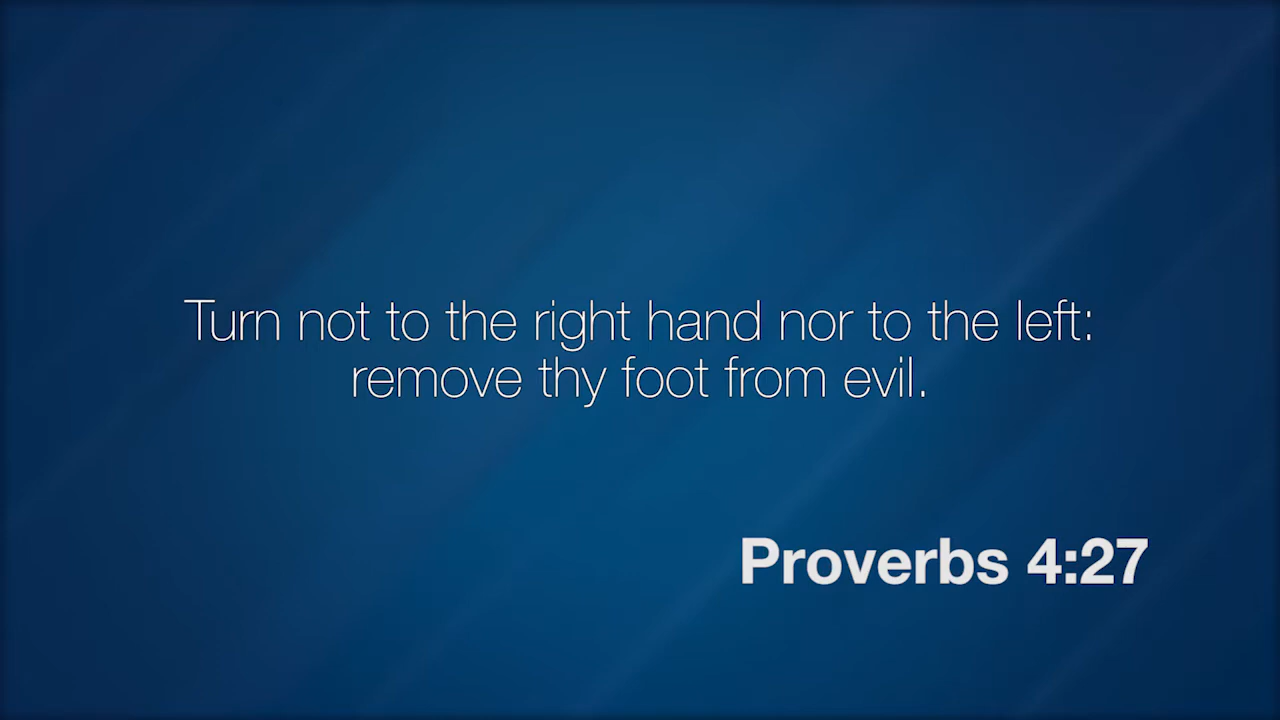 Turn not to the right hand nor to the left:
remove thy foot from evil.
Proverbs 4:27